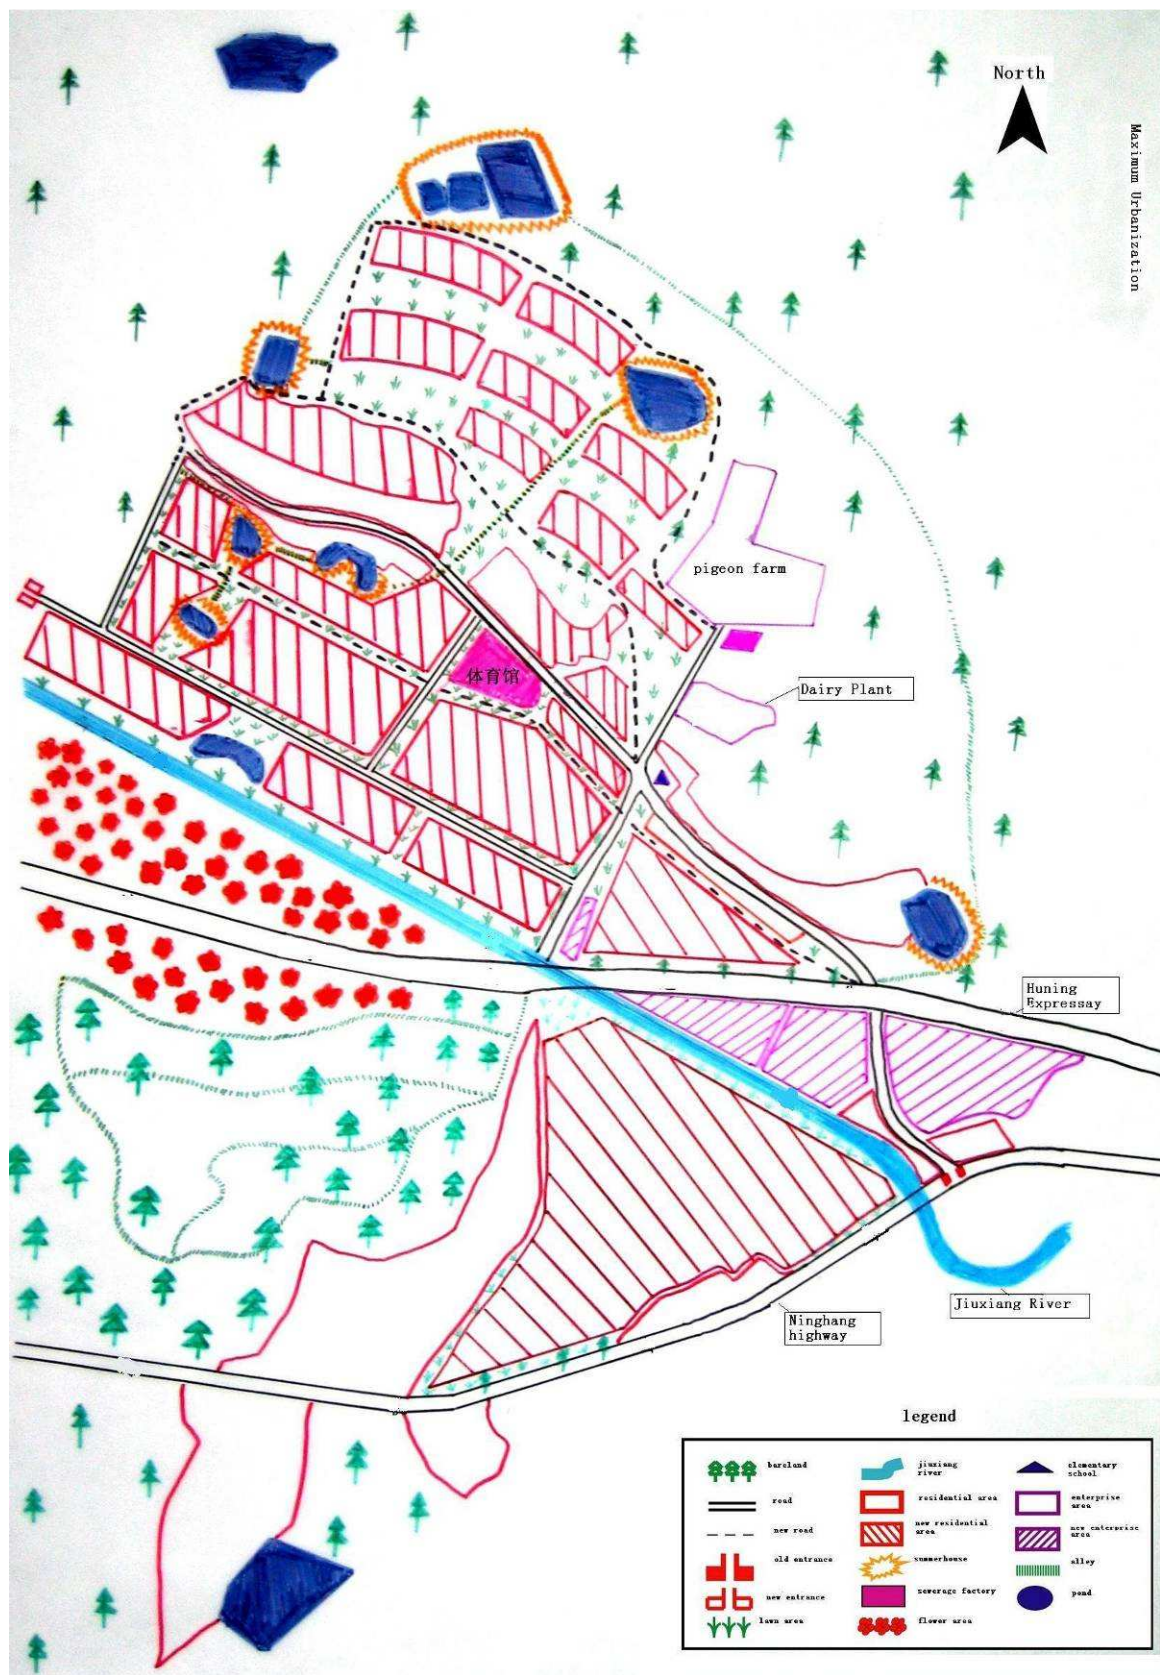 North
Maximum Urbanization
pigeon farm
体育馆
Dairy Plant
Huning
Expressay
Jiuxiang River
Ninghang
highway
legend
bareland
jiuxiang
river
elementary
school
road
residential area
enterprise
area
new road
new residential
area
new enterprise
area
old entrance
summerhouse
alley
new entrance
sewerage factory
pond
lawn area
flower area